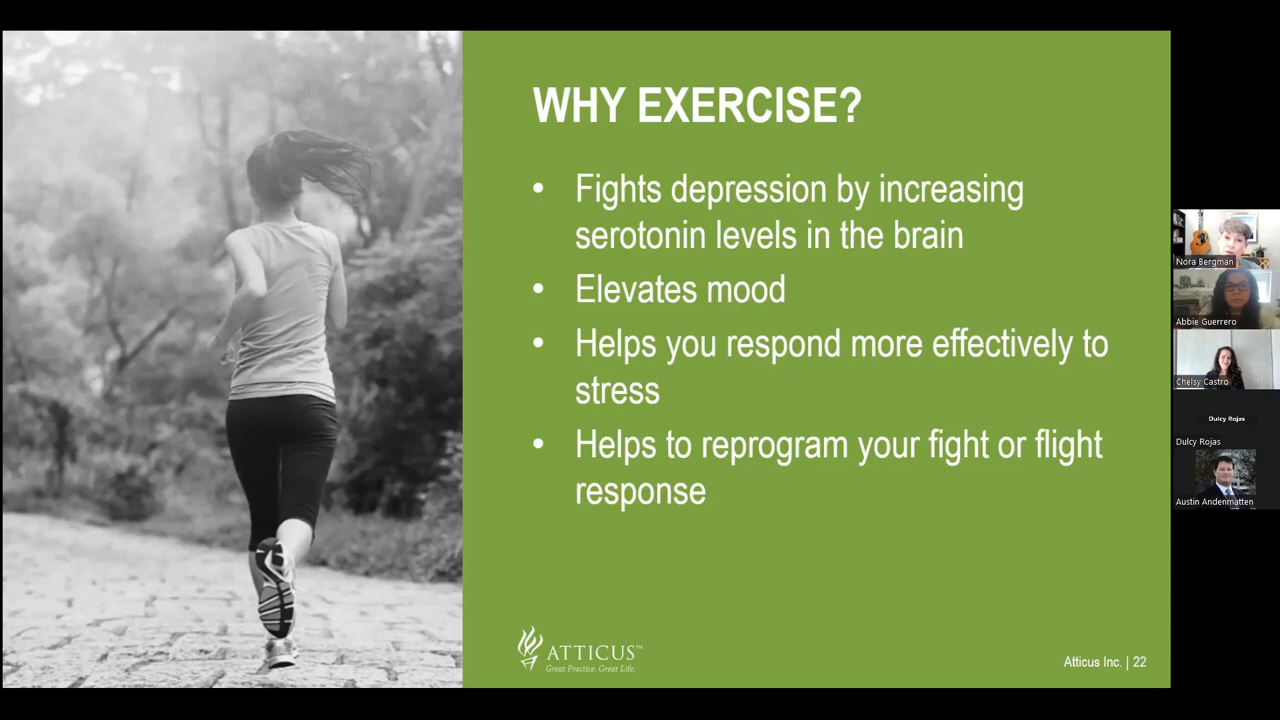 WHY EXERCISE?
• Fights depression by increasing
serotonin levels in the brain
• Elevates mood
• Helps you respond more effectively to
stress
• Helps to reprogram your fight or flight
response
ATTICUS™
Great Practice. Great Life.
Atticus Inc. | 22
Nora Bergman
Abbie Guerrero
Chelsy Castro
Dulcy Rojas
Dulcy Rojas
Austin Andenmatten